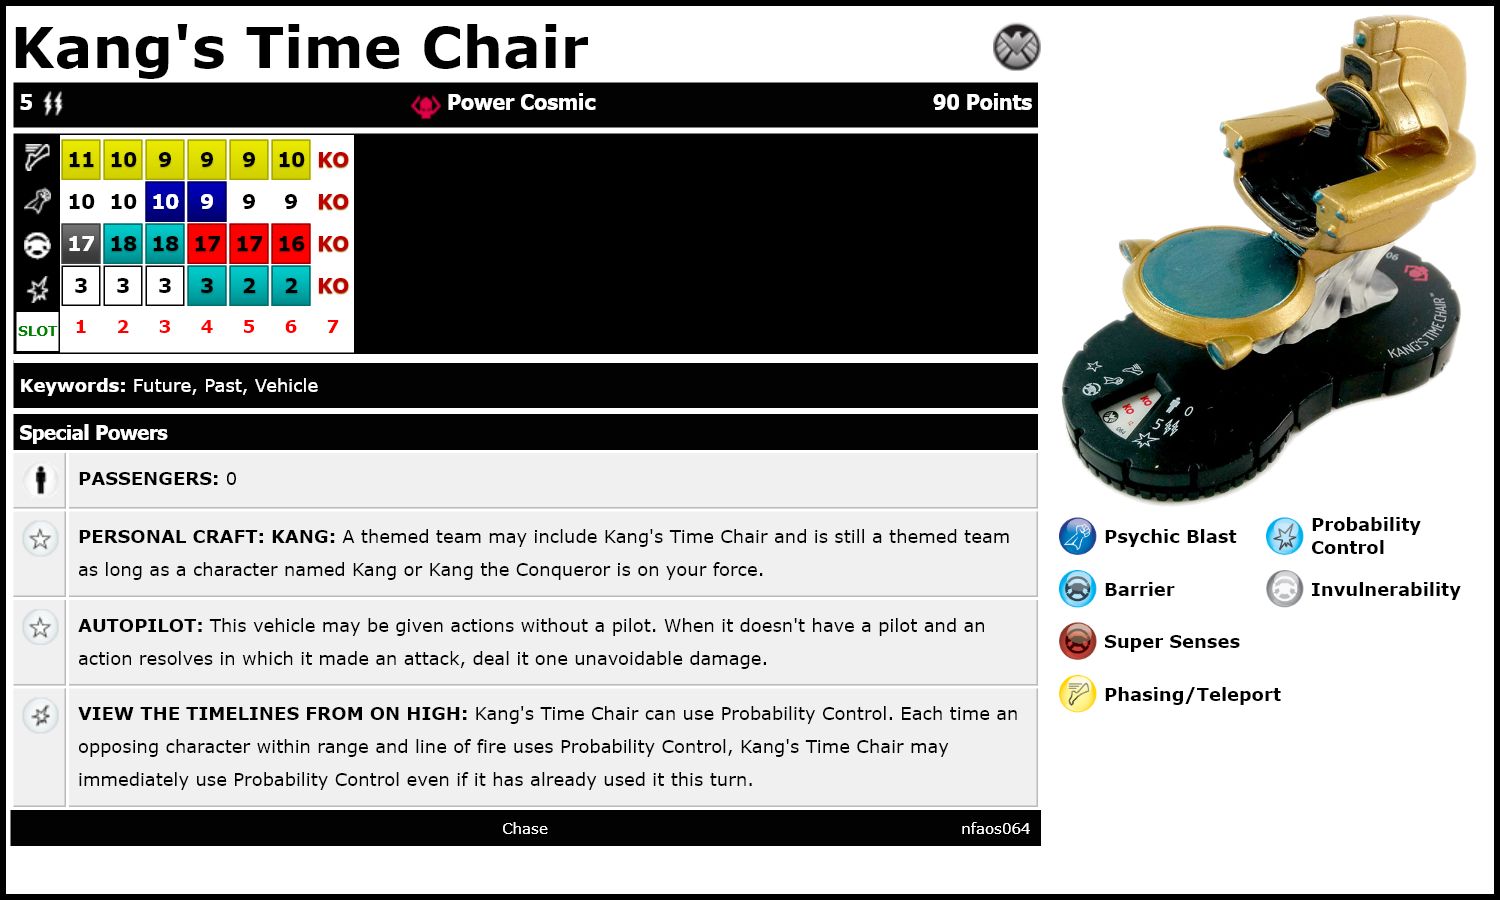 Kang's Time Chair
5 Power Cosmic 90 Points
11 10 9 9 9 10 KO
10 10 10 9 9 9 KO
17 18 18 17 17 16 KO
3 3 3 3 2 2 KO
SLOT 1 2 3 4 5 6 7
Keywords: Future, Past, Vehicle
Special Powers
PASSENGERS: 0
PERSONAL CRAFT: KANG: A themed team may include Kang's Time Chair and is still a themed team
as long as a character named Kang or Kang the Conqueror is on your force.
AUTOPILOT: This vehicle may be given actions without a pilot. When it doesn't have a pilot and an
action resolves in which it made an attack, deal it one unavoidable damage.
VIEW THE TIMELINES FROM ON HIGH: Kang's Time Chair can use Probability Control. Each time an
opposing character within range and line of fire uses Probability Control, Kang's Time Chair may
immediately use Probability Control even if it has already used it this turn.
Chase nfaos064
KANG'S TIME CHAIR
KO
KO
0
5
Psychic Blast
Probability
Control
Barrier
Invulnerability
Super Senses
Phasing/Teleport